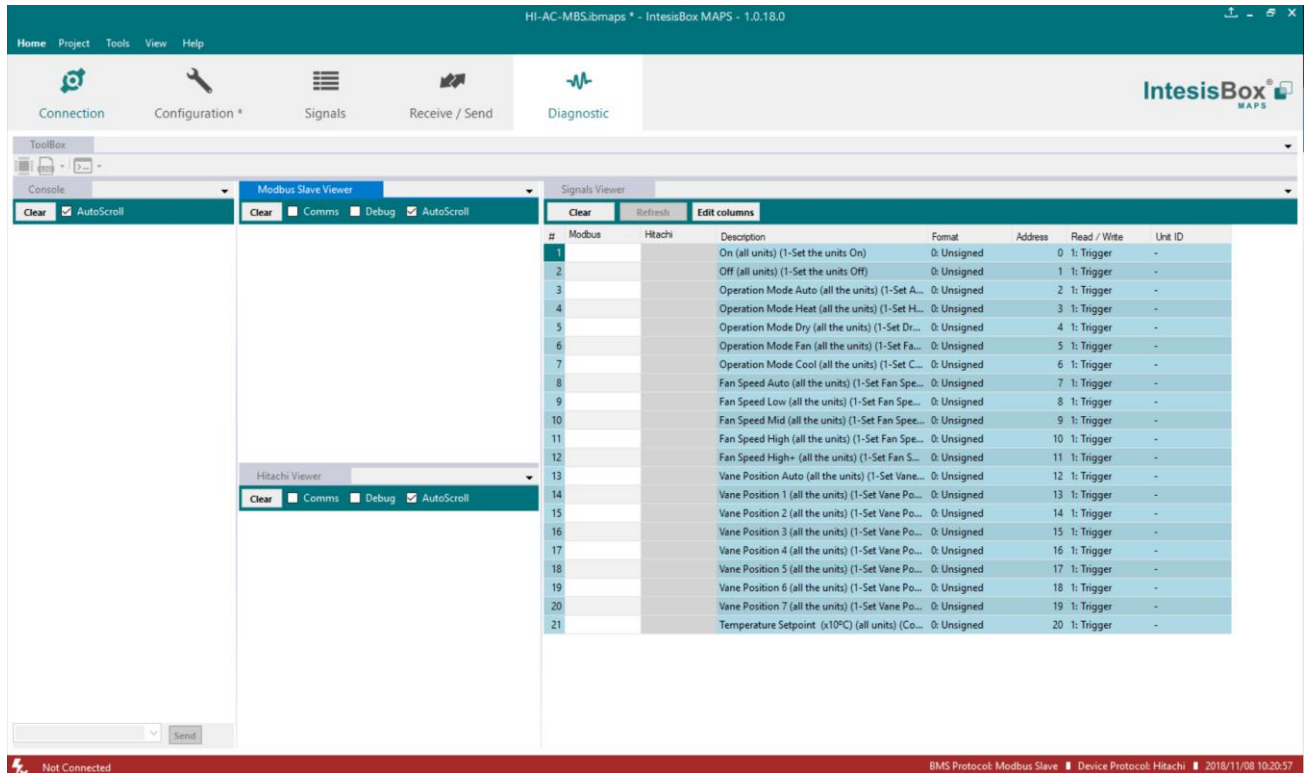 HI-AC-MBS.ibmaps * - IntesisBox MAPS - 1.0.18.0
Home Project Tools View Help
Connection Configuration * Signals Receive / Send Diagnostic
IntesisBox® MAPS
ToolBox
Console
Clear AutoScroll
Send
Modbus Slave Viewer
Clear Comms Debug AutoScroll
Hitachi Viewer
Clear Comms Debug AutoScroll
Signals Viewer
Clear Refresh Edit columns
# Modbus Hitachi Description Format Address Read / Write Unit ID
1 On (all units) (1-Set the units On) 0: Unsigned 0 1: Trigger -
2 Off (all units) (1-Set the units Off) 0: Unsigned 1 1: Trigger -
3 Operation Mode Auto (all the units) (1-Set A... 0: Unsigned 2 1: Trigger -
4 Operation Mode Heat (all the units) (1-Set H... 0: Unsigned 3 1: Trigger -
5 Operation Mode Dry (all the units) (1-Set Dr... 0: Unsigned 4 1: Trigger -
6 Operation Mode Fan (all the units) (1-Set Fa... 0: Unsigned 5 1: Trigger -
7 Operation Mode Cool (all the units) (1-Set C... 0: Unsigned 6 1: Trigger -
8 Fan Speed Auto (all the units) (1-Set Fan Spe... 0: Unsigned 7 1: Trigger -
9 Fan Speed Low (all the units) (1-Set Fan Spe... 0: Unsigned 8 1: Trigger -
10 Fan Speed Mid (all the units) (1-Set Fan Spee... 0: Unsigned 9 1: Trigger -
11 Fan Speed High (all the units) (1-Set Fan Spe... 0: Unsigned 10 1: Trigger -
12 Fan Speed High+ (all the units) (1-Set Fan S... 0: Unsigned 11 1: Trigger -
13 Vane Position Auto (all the units) (1-Set Vane... 0: Unsigned 12 1: Trigger -
14 Vane Position 1 (all the units) (1-Set Vane Po... 0: Unsigned 13 1: Trigger -
15 Vane Position 2 (all the units) (1-Set Vane Po... 0: Unsigned 14 1: Trigger -
16 Vane Position 3 (all the units) (1-Set Vane Po... 0: Unsigned 15 1: Trigger -
17 Vane Position 4 (all the units) (1-Set Vane Po... 0: Unsigned 16 1: Trigger -
18 Vane Position 5 (all the units) (1-Set Vane Po... 0: Unsigned 17 1: Trigger -
19 Vane Position 6 (all the units) (1-Set Vane Po... 0: Unsigned 18 1: Trigger -
20 Vane Position 7 (all the units) (1-Set Vane Po... 0: Unsigned 19 1: Trigger -
21 Temperature Setpoint (x10ºC) (all units) (Co... 0: Unsigned 20 1: Trigger -
Not Connected
BMS Protocol: Modbus Slave Device Protocol: Hitachi 2018/11/08 10:20:57